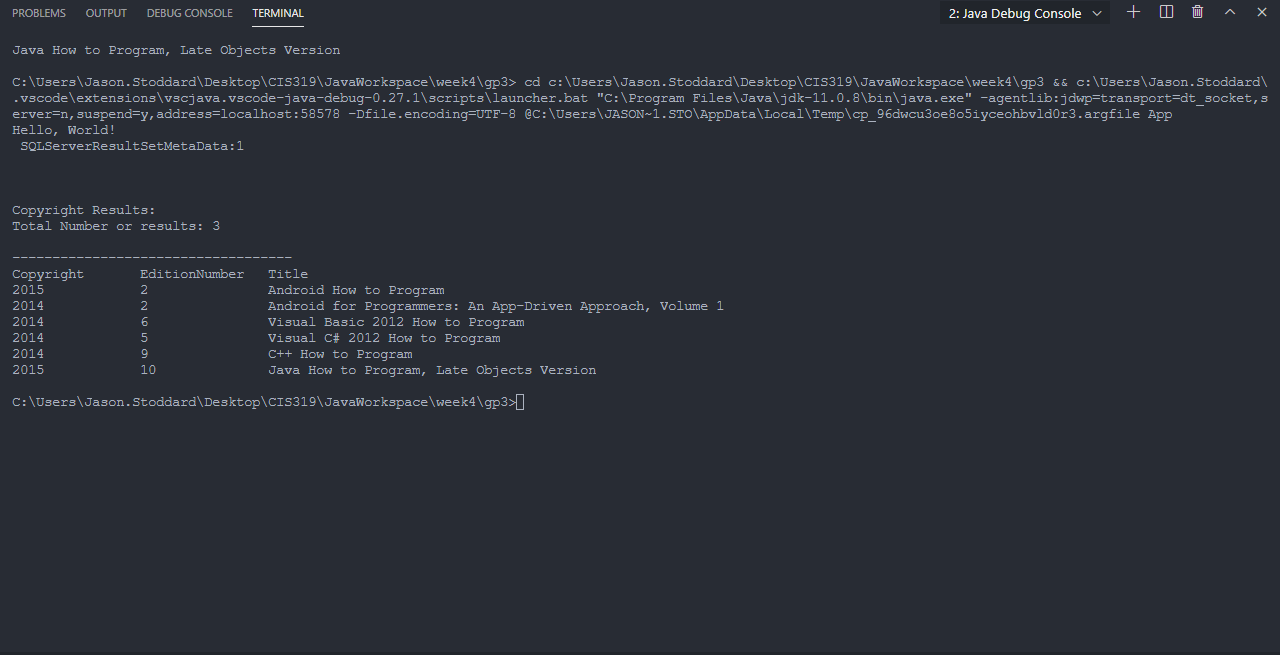 PROBLEMS OUTPUT DEBUG CONSOLE TERMINAL 2: Java Debug Console
Java How to Program, Late Objects Version
C:\Users\Jason.Stoddard\Desktop\CIS319\JavaWorkspace\week4\gp3> cd c:\Users\Jason.Stoddard\Desktop\CIS319\JavaWorkspace\week4\gp3 && c:\Users\Jason.Stoddard\
.vscode\extensions\vscjava.vscode-java-debug-0.27.1\scripts\launcher.bat "C:\Program Files\Java\jdk-11.0.8\bin\java.exe" -agentlib:jdwp=transport=dt_socket,s
erver=n,suspend=y,address=localhost:58578 -Dfile.encoding=UTF-8 @C:\Users\JASON~1.STO\AppData\Local\Temp\cp_96dwcu3oe8o5iyceohbvld0r3.argfile App
Hello, World!
SQLServerResultSetMetaData:1
Copyright Results:
Total Number or results: 3
-----------------------------------
Copyright EditionNumber Title
2015 2 Android How to Program
2014 2 Android for Programmers: An App-Driven Approach, Volume 1
2014 6 Visual Basic 2012 How to Program
2014 5 Visual C# 2012 How to Program
2014 9 C++ How to Program
2015 10 Java How to Program, Late Objects Version
C:\Users\Jason.Stoddard\Desktop\CIS319\JavaWorkspace\week4\gp3>